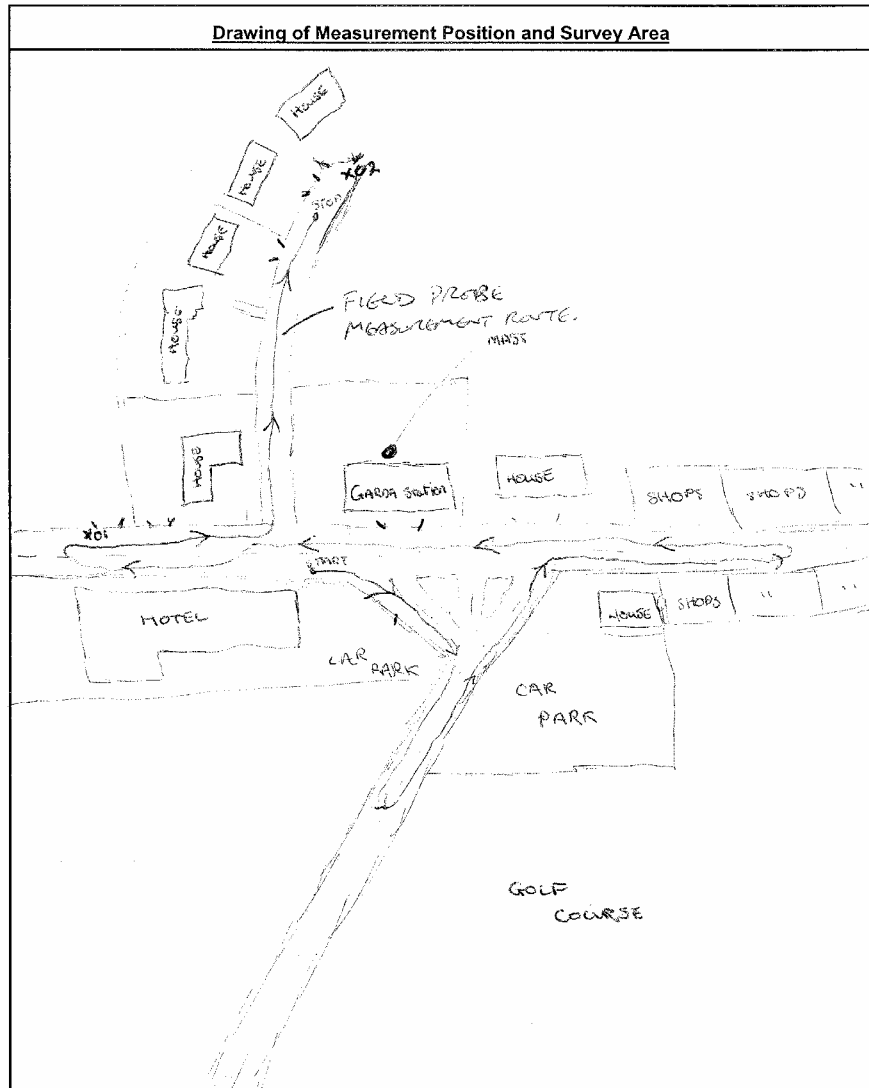 Drawing of Measurement Position and Survey Area
HOUSE
HOUSE
X02
STOP
HOUSE
FIELD PROBE
MEASUREMENT ROUTE.
MAST
HOUSE
HOUSE
GARDA STATION
HOUSE
SHOPS
SHOPS
"
X01
START
MOTEL
HOUSE
SHOPS
"
"
CAR
PARK
CAR
PARK
GOLF
COURSE